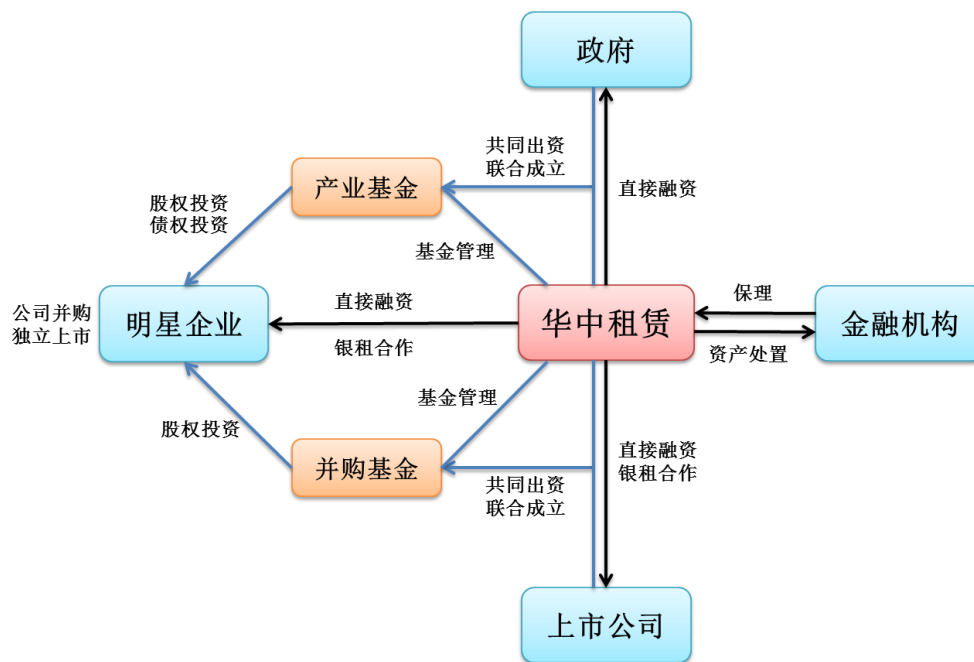 政府
共同出资
联合成立
直接融资
产业基金
股权投资
债权投资
基金管理
公司并购
独立上市
明星企业
直接融资
银租合作
华中租赁
保理
资产处置
金融机构
基金管理
股权投资
并购基金
直接融资
银租合作
共同出资
联合成立
上市公司